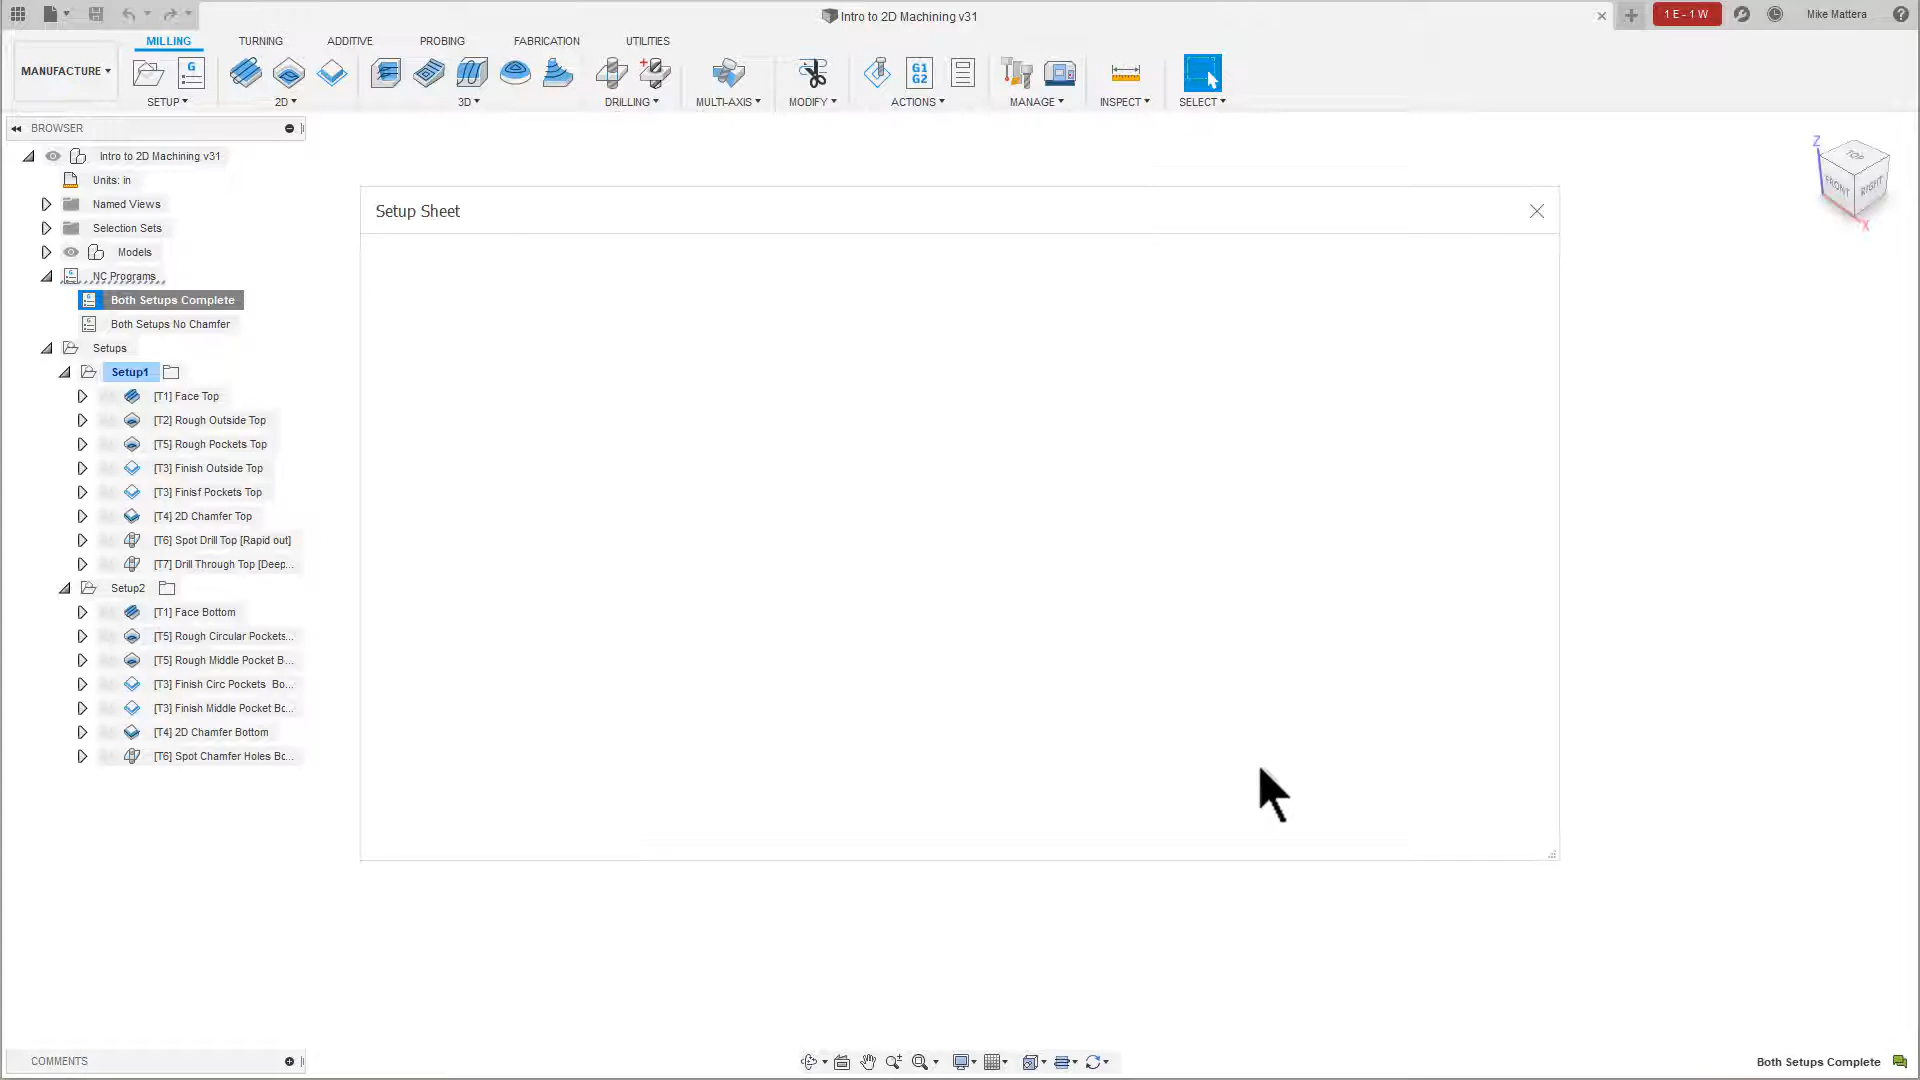 Intro to 2D Machining v31
1 E - 1 W
Mike Mattera
MILLING
TURNING
ADDITIVE
PROBING
FABRICATION
UTILITIES
MANUFACTURE
G
G1
G2
SETUP
2D
3D
DRILLING
MULTI-AXIS
MODIFY
ACTIONS
MANAGE
INSPECT
SELECT
BROWSER
Intro to 2D Machining v31
Units: in
Named Views
Selection Sets
Models
NC Programs
Both Setups Complete
Both Setups No Chamfer
Setups
Setup1
[T1] Face Top
[T2] Rough Outside Top
[T5] Rough Pockets Top
[T3] Finish Outside Top
[T3] Finisf Pockets Top
[T4] 2D Chamfer Top
[T6] Spot Drill Top [Rapid out]
[T7] Drill Through Top [Deep...
Setup2
[T1] Face Bottom
[T5] Rough Circular Pockets...
[T5] Rough Middle Pocket B...
[T3] Finish Circ Pockets Bo...
[T3] Finish Middle Pocket Bo...
[T4] 2D Chamfer Bottom
[T6] Spot Chamfer Holes Bo...
Setup Sheet
Z
TOP
FRONT
RIGHT
X
COMMENTS
Both Setups Complete